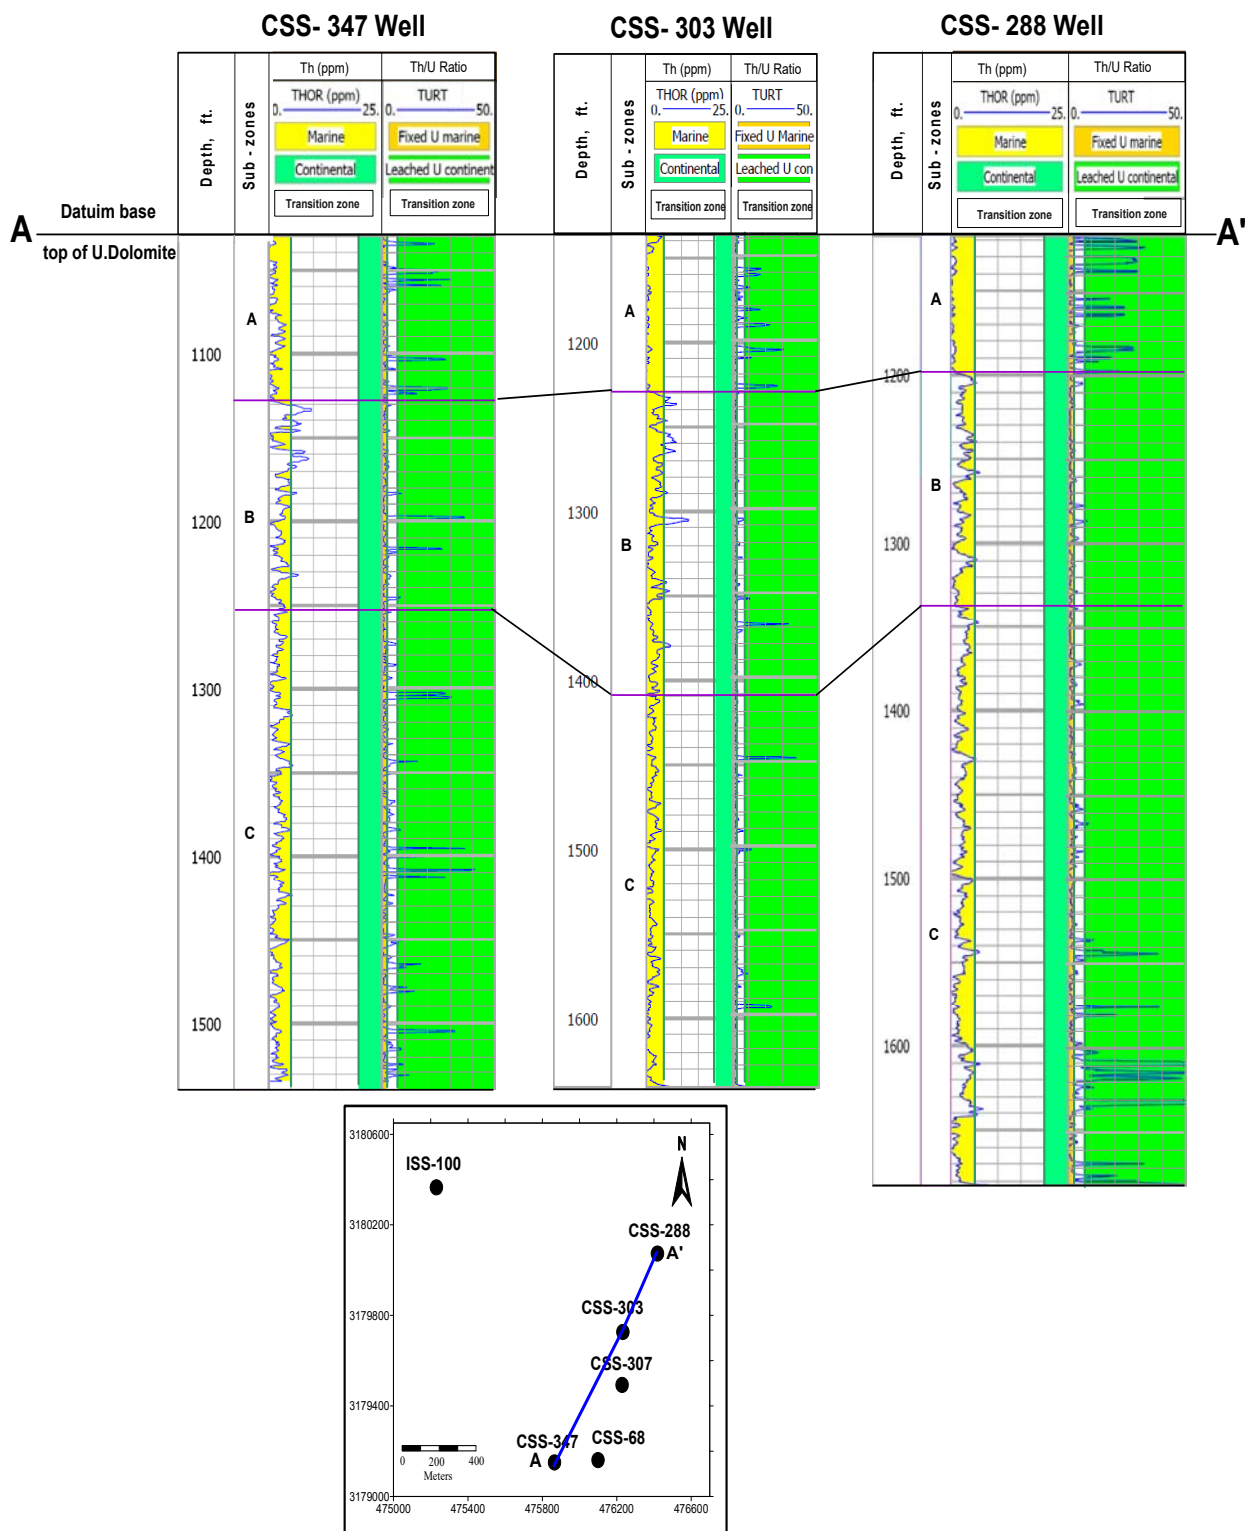 CSS- 347 Well
CSS- 303 Well
CSS- 288 Well
Depth, ft.
Sub - zones
Th (ppm)
Th/U Ratio
THOR (ppm)
0. 25.
TURT
0. 50.
Marine
Fixed U marine
Continental
Leached U continent
Transition zone
Transition zone
Depth, ft.
Sub - zones
Th (ppm)
Th/U Ratio
THOR (ppm)
0. 25.
TURT
0. 50.
Marine
Fixed U Marine
Continental
Leached U con
Transition zone
Transition zone
Depth, ft.
Sub - zones
Th (ppm)
Th/U Ratio
THOR (ppm)
0. 25.
TURT
0. 50.
Marine
Fixed U marine
Continental
Leached U continental
Transition zone
Transition zone
A
Datuim base
top of U.Dolomite
A'
1100
1200
1300
1400
1500
A
B
C
1200
1300
1400
1500
1600
A
B
C
1200
1300
1400
1500
1600
A
B
C
3180600
3180200
3179800
3179400
3179000
ISS-100
N
CSS-288
A'
CSS-303
CSS-307
CSS-347
A
CSS-68
0 200 400
Meters
475000 475400 475800 476200 476600